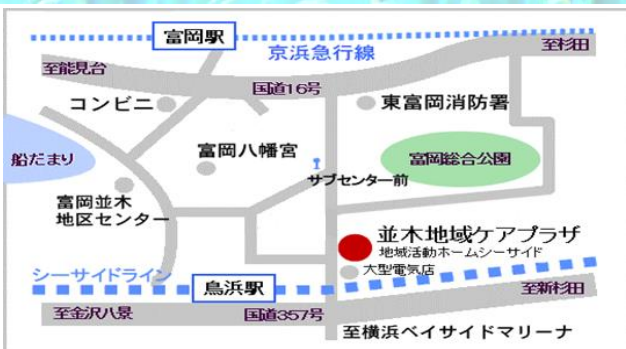 富岡駅
京浜急行線
至杉田
至能見台
国道16号
コンビニ
東富岡消防署
船だまり
富岡八幡宮
富岡総合公園
サブセンター前
富岡並木
地区センター
並木地域ケアプラザ
地域活動ホームシーサイド
大型電気店
シーサイドライン
鳥浜駅
至新杉田
至金沢八景
国道357号
至横浜ベイサイドマリーナ